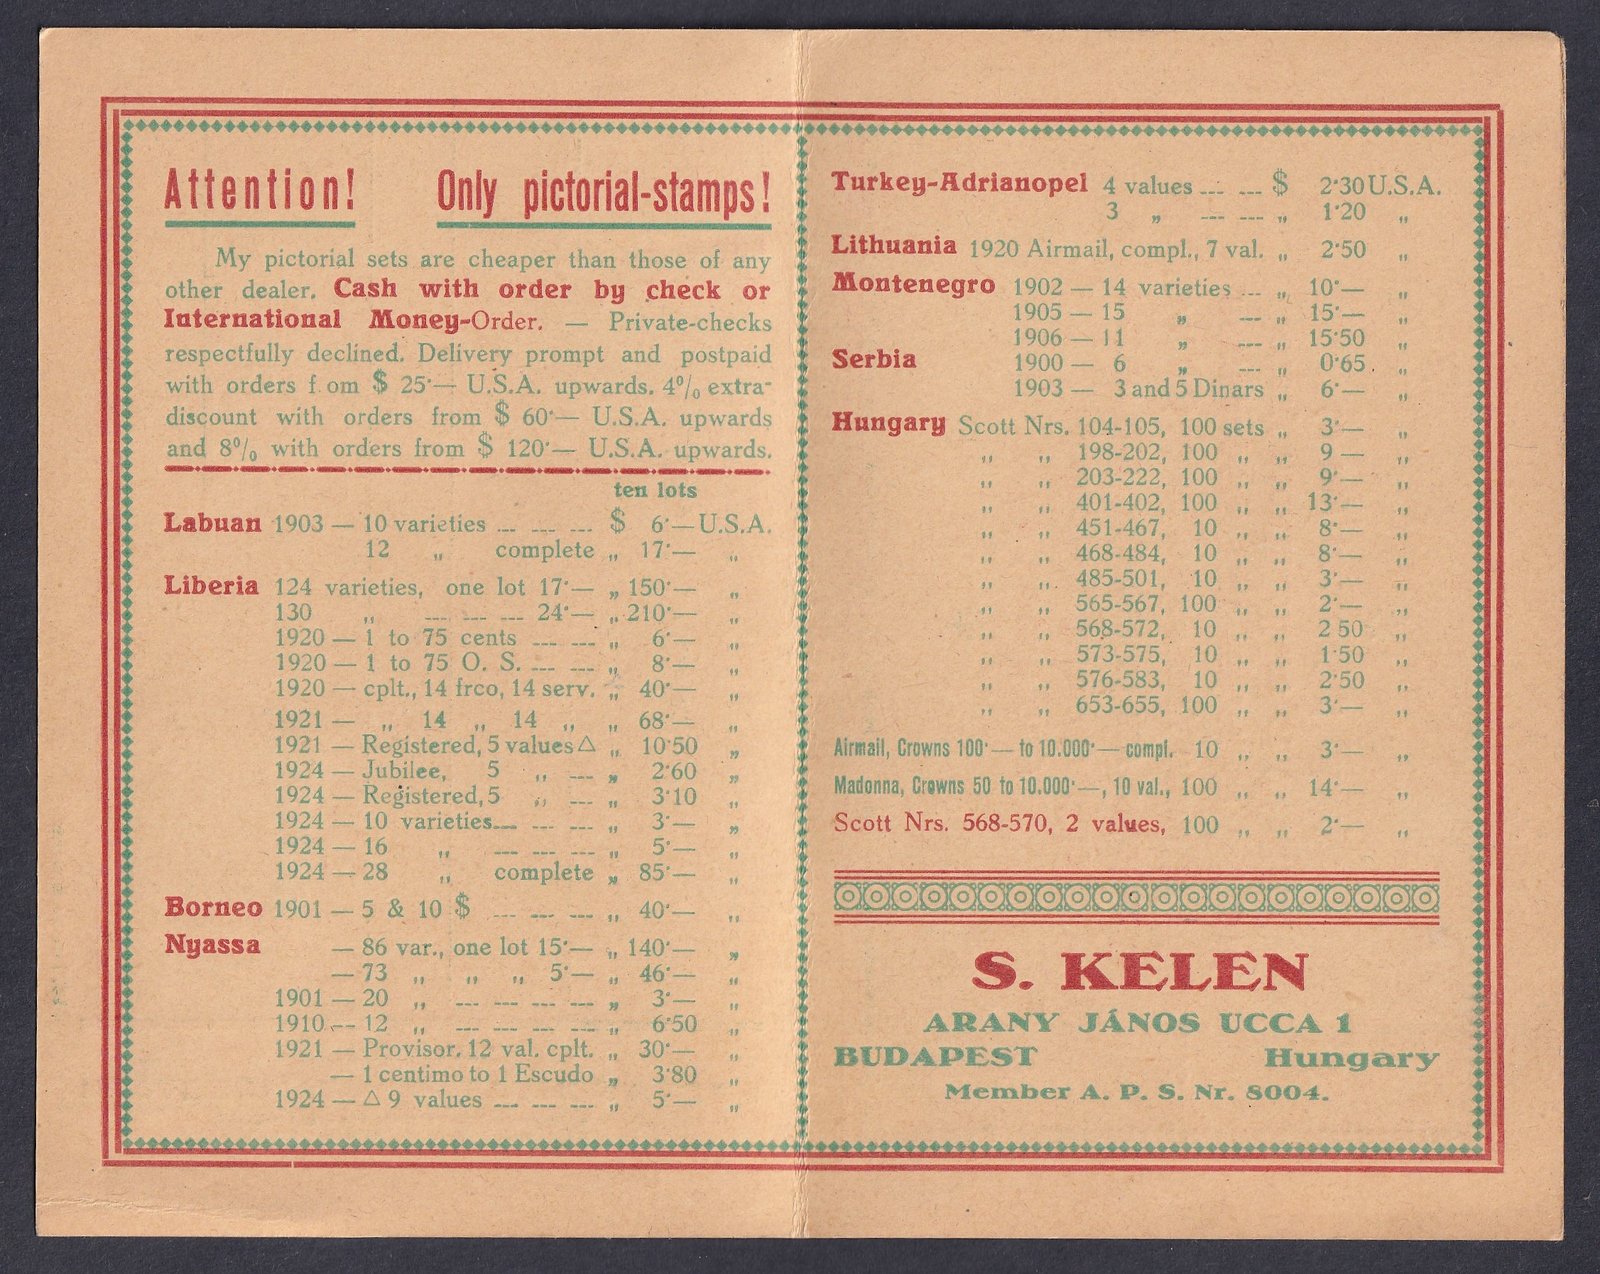 Attention! Only pictorial-stamps!
My pictorial sets are cheaper than those of any
other dealer. Cash with order by check or
International Money-Order. — Private-checks
respectfully declined. Delivery prompt and postpaid
with orders f om $ 25·— U.S.A. upwards. 4% extra-
discount with orders from $ 60·— U.S.A. upwards
and 8% with orders from $ 120·— U.S.A. upwards.
ten lots
Labuan 1903 — 10 varieties --- --- --- $ 6·— U.S.A.
12 „ complete „ 17·— „
Liberia 124 varieties, one lot 17·— „ 150·— „
130 „ --- --- --- 24·— „ 210·— „
1920 — 1 to 75 cents --- --- „ 6·— „
1920 — 1 to 75 O. S. --- --- „ 8·— „
1920 — cplt., 14 frco, 14 serv. „ 40·— „
1921 — „ 14 „ 14 „ „ 68·— „
1921 — Registered, 5 values △ „ 10·50 „
1924 — Jubilee, 5 „ --- „ 2·60 „
1924 — Registered, 5 „ --- „ 3·10 „
1924 — 10 varieties --- --- --- „ 3·— „
1924 — 16 „ --- --- --- „ 5·— „
1924 — 28 „ complete „ 85·— „
Borneo 1901 — 5 & 10 $ --- --- --- „ 40·— „
Nyassa — 86 var., one lot 15·— „ 140·— „
— 73 „ „ „ 5·— „ 46·— „
1901 — 20 „ --- --- --- --- „ 3·— „
1910 -- 12 „ --- --- --- --- „ 6·50 „
1921 — Provisor. 12 val. cplt. „ 30·— „
— 1 centimo to 1 Escudo „ 3·80 „
1924 — △ 9 values --- --- --- „ 5·— „
Turkey-Adrianopel 4 values --- --- $ 2·30 U.S.A.
3 „ --- --- „ 1·20 „
Lithuania 1920 Airmail, compl., 7 val. „ 2·50 „
Montenegro 1902 — 14 varieties --- „ 10·— „
1905 — 15 „ --- „ 15·— „
1906 — 11 „ --- „ 15·50 „
Serbia 1900 — 6 „ --- „ 0·65 „
1903 — 3 and 5 Dinars „ 6·— „
Hungary Scott Nrs. 104-105, 100 sets „ 3·— „
„ „ 198-202, 100 „ „ 9 — „
„ „ 203-222, 100 „ „ 9·— „
„ „ 401-402, 100 „ „ 13·— „
„ „ 451-467, 10 „ „ 8·— „
„ „ 468-484, 10 „ „ 8·— „
„ „ 485-501, 10 „ „ 3·— „
„ „ 565-567, 100 „ „ 2·— „
„ „ 568-572, 10 „ „ 2 50 „
„ „ 573-575, 10 „ „ 1·50 „
„ „ 576-583, 10 „ „ 2·50 „
„ „ 653-655, 100 „ „ 3·— „
Airmail, Crowns 100·— to 10.000·— compl. 10 „ „ 3·— „
Madonna, Crowns 50 to 10.000·—, 10 val., 100 „ „ 14·— „
Scott Nrs. 568-570, 2 values, 100 „ „ 2·— „
S. KELEN
ARANY JÁNOS UCCA 1
BUDAPEST Hungary
Member A. P. S. Nr. 8004.